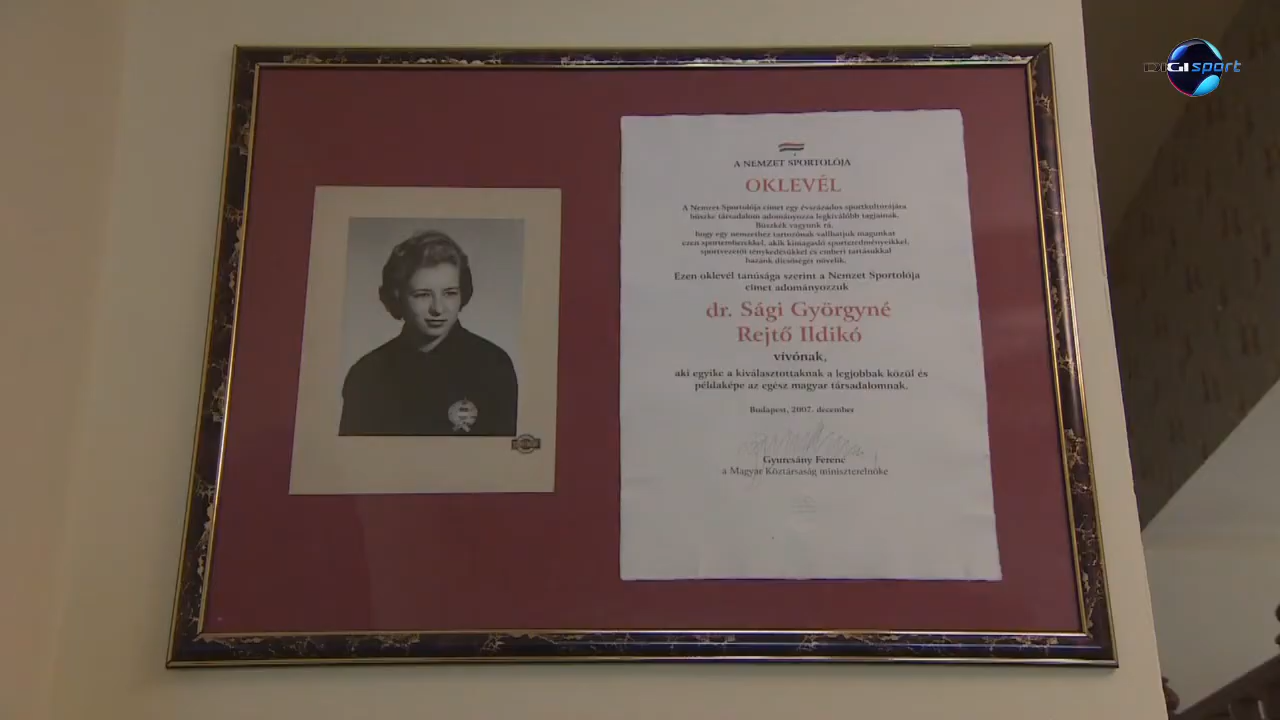 DIGI sport
A NEMZET SPORTOLÓJA
OKLEVÉL
A Nemzet Sportolója címet egy évszázados sportkultúrájára
büszke társadalom adományozza legkiválóbb tagjainak.
Büszkék vagyunk rá,
hogy egy nemzethez tartozónak vallhatjuk magunkat
ezen sportemberekkel, akik kimagasló sporteredményeikkel,
sportvezetői ténykedésükkel és emberi tartásukkal
hazánk dicsőségét növelik.
Ezen oklevél tanúsága szerint a Nemzet Sportolója
címet adományozzuk
dr. Sági Györgyné
Rejtő Ildikó
vívónak,
aki egyike a kiválasztottaknak a legjobbak közül és
példaképe az egész magyar társadalomnak.
Budapest, 2007. december
Gyurcsány Ferenc
a Magyar Köztársaság miniszterelnöke